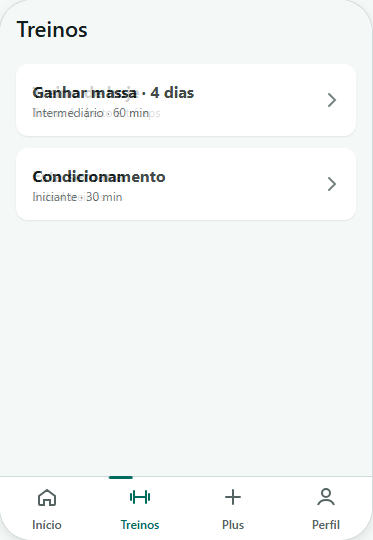 Treinos
Ganhar massa · 4 dias
Intermediário · 60 min
Condicionamento
Iniciante · 30 min
Início
Treinos
Plus
Perfil